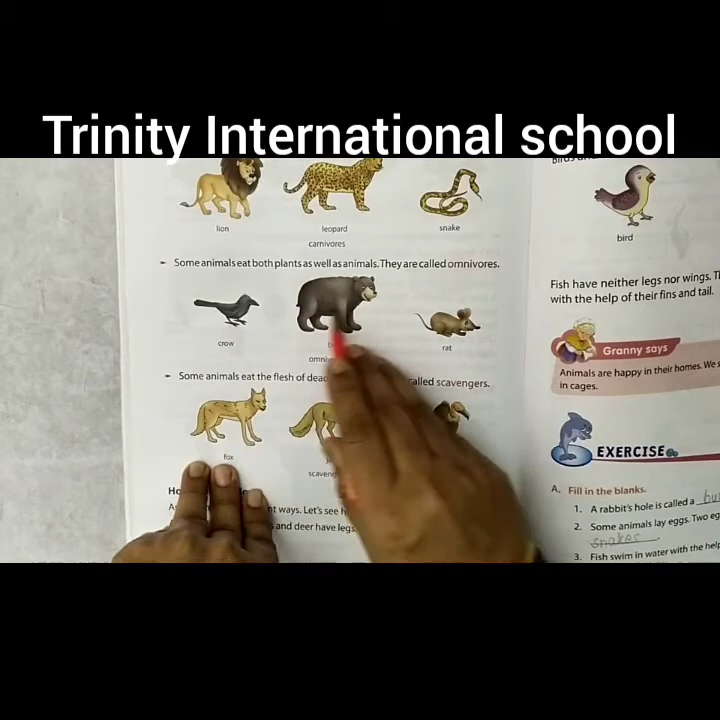 Trinity International school
lion
leopard
snake
carnivores
Some animals eat both plants as well as animals. They are called omnivores.
crow
rat
Some animals eat the flesh of
called scavengers.
fox
ways. Let's see
and deer have legs
bird
Fish have neither legs nor wings.
with the help of their fins and tail.
Granny says
Animals are happy in their homes. We
in cages.
EXERCISE
A. Fill in the blanks.
1. A rabbit's hole is called a
2. Some animals lay eggs. Two
snakes.
3. Fish swim in water with the help